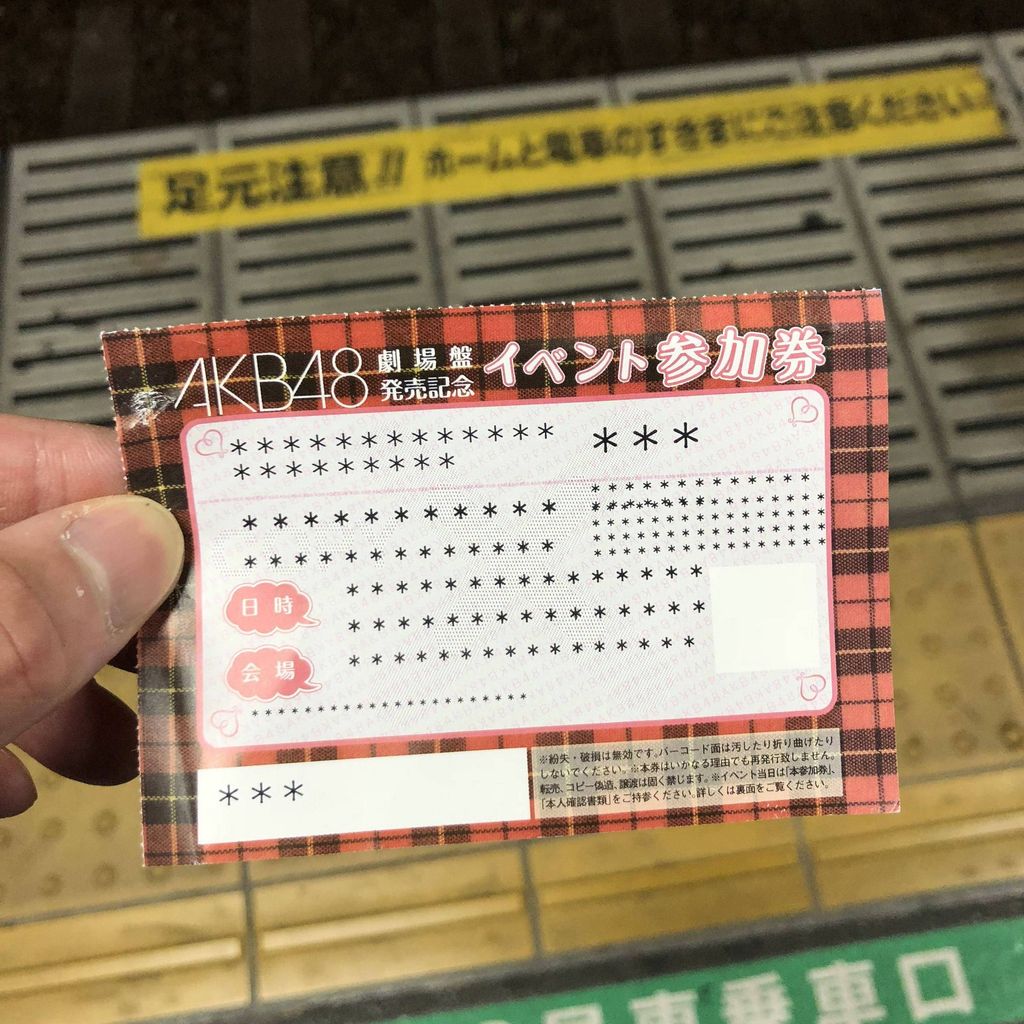 足元注意!! ホームと電車のすきまにご注意ください
AKB48 劇場盤発売記念 イベント参加券
* * * * * * * * * * * * *
* * *
* * * * * * * * *
* * * * * * * * * * *
* * * * * * * * * * * * *
日時
* * * * * * * * * * * * * *
* * * * * * * * * * * * * *
会場
* * * * * * * * * * * * * *
* * * * * * * * * * * * * * * * * * * * *
* * *
※紛失・破損は無効です。バーコード面は汚したり折り曲げたり
しないでください。※本券はいかなる理由でも再発行致しません。
転売、コピー偽造、譲渡は固く禁じます。※イベント当日は「本参加券」、
「本人確認書類」をご持参ください。詳しくは裏面をご覧ください。
車乗車口